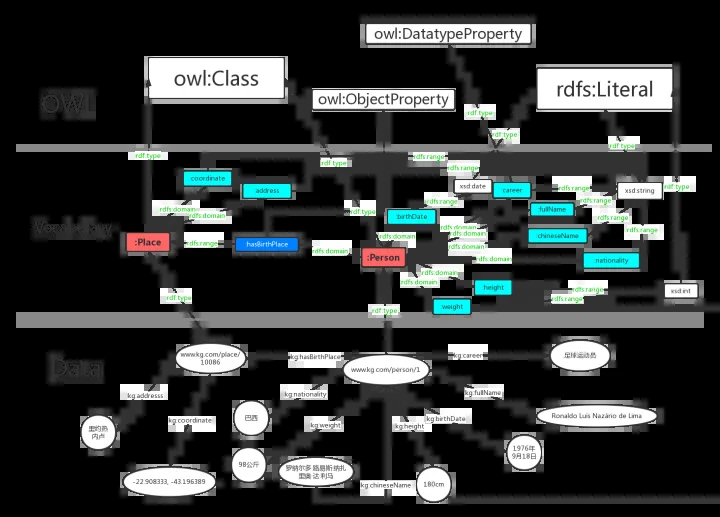 owl:DatatypeProperty
owl:Class
rdfs:Literal
owl:ObjectProperty
OWL
rdf:type
rdf:type
rdf:type
rdf:type
rdf:type
rdfs:range
rdfs:range
:coordinate
:address
xsd:date
:career
rdfs:range
xsd:string
rdf:type
rdfs:range
rdfs:range
rdfs:domain
rdfs:domain
rdf:type
:birthDate
:fullName
rdfs:range
rdfs:domain
rdfs:range
:Place
rdfs:range
:hasBirthPlace
rdfs:domain
rdfs:domain
rdfs:domain
:chineseName
rdfs:domain
:Person
rdfs:domain
:nationality
rdfs:domain
rdfs:domain
:height
rdfs:range
xsd:int
rdf:type
:weight
rdfs:range
rdf:type
Data
www.kg.com/place/
10086
kg:hasBirthPlace
www.kg.com/person/1
kg:career
足球运动员
kg:addresss
kg:nationality
kg:fullName
里约热
内卢
kg:coordinate
巴西
kg:weight
kg:height
kg:birthDate
Ronaldo Luís Nazário de Lima
98公斤
罗纳尔多·路易斯·纳扎
里奥·达·利马
1976年
9月18日
-22.908333, -43.196389
kg:chineseName
180cm